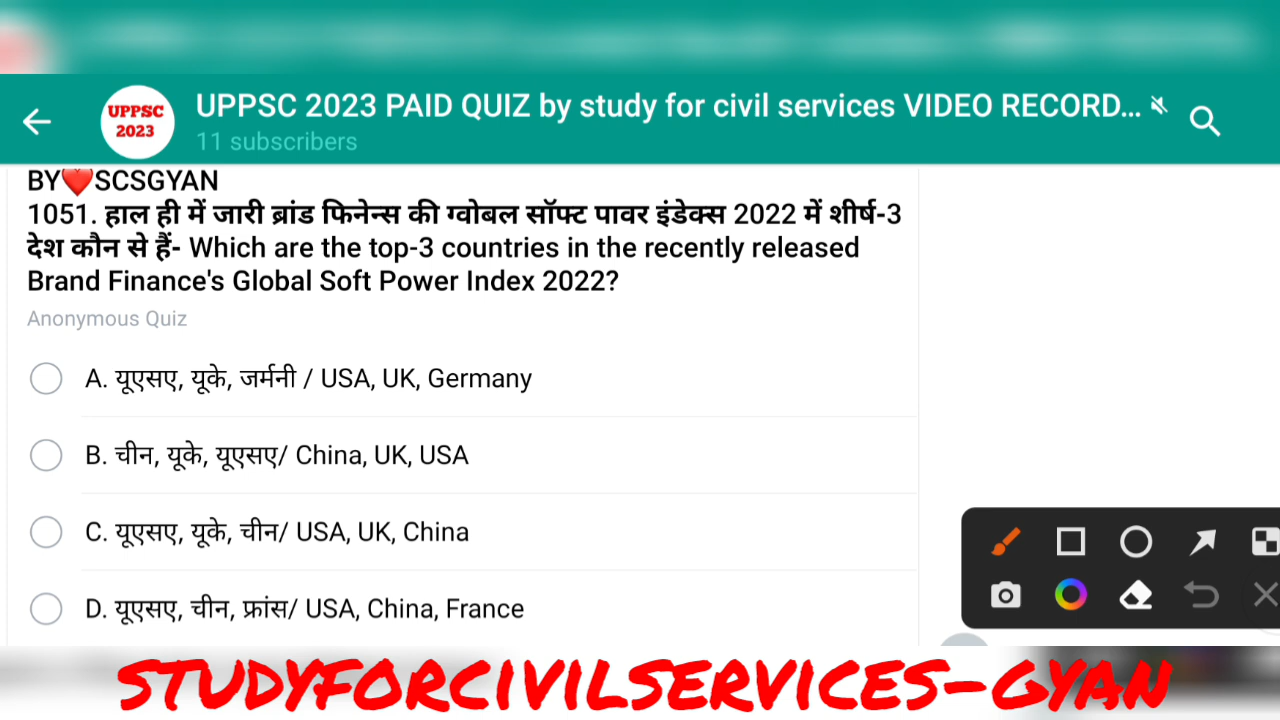 UPPSC
2023
UPPSC 2023 PAID QUIZ by study for civil services VIDEO RECORD...
11 subscribers
BY❤️SCSGYAN
1051. हाल ही में जारी ब्रांड फिनेन्स की ग्वोबल सॉफ्ट पावर इंडेक्स 2022 में शीर्ष-3
देश कौन से हैं- Which are the top-3 countries in the recently released
Brand Finance's Global Soft Power Index 2022?
Anonymous Quiz
A. यूएसए, यूके, जर्मनी / USA, UK, Germany
B. चीन, यूके, यूएसए/ China, UK, USA
C. यूएसए, यूके, चीन/ USA, UK, China
D. यूएसए, चीन, फ्रांस/ USA, China, France
STUDYFORCIVILSERVICES-GYAN